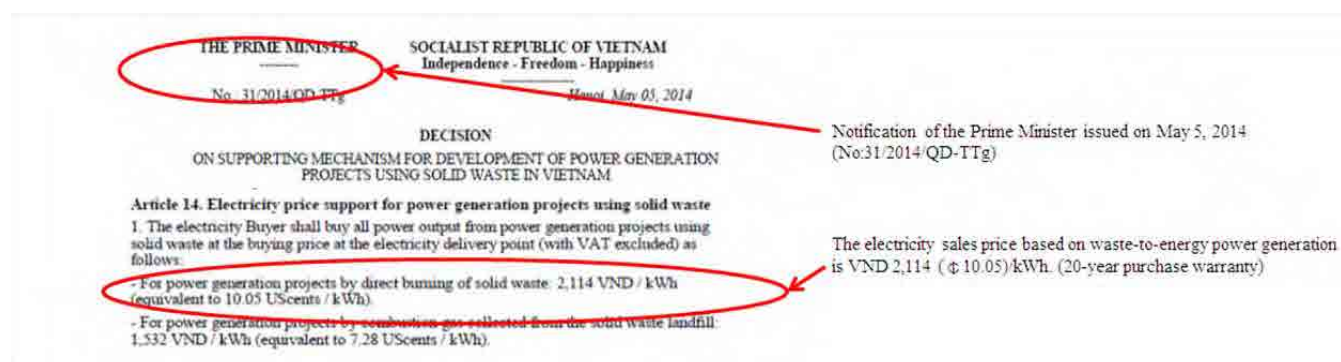 THE PRIME MINISTER
--------
No. 31/2014/QD-TTg
SOCIALIST REPUBLIC OF VIETNAM
Independence - Freedom - Happiness
----------------
Hanoi, May 05, 2014
DECISION
ON SUPPORTING MECHANISM FOR DEVELOPMENT OF POWER GENERATION
PROJECTS USING SOLID WASTE IN VIETNAM
Article 14. Electricity price support for power generation projects using solid waste
1. The electricity Buyer shall buy all power output from power generation projects using
solid waste at the buying price at the electricity delivery point (with VAT excluded) as
follows:
- For power generation projects by direct burning of solid waste: 2,114 VND / kWh
(equivalent to 10.05 UScents / kWh).
- For power generation projects by combustion gas collected from the solid waste landfill:
1,532 VND / kWh (equivalent to 7.28 UScents / kWh).
Notification of the Prime Minister issued on May 5, 2014
(No:31/2014/QD-TTg)
The electricity sales price based on waste-to-energy power generation
is VND 2,114 (¢ 10.05)/kWh. (20-year purchase warranty)